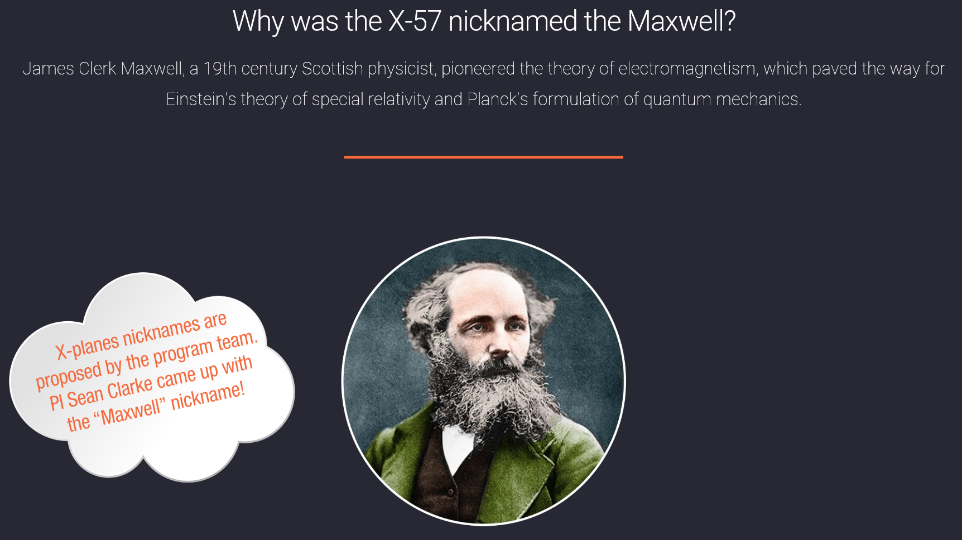 Why was the X-57 nicknamed the Maxwell?
James Clerk Maxwell, a 19th century Scottish physicist, pioneered the theory of electromagnetism, which paved the way for
Einstein's theory of special relativity and Planck's formulation of quantum mechanics.
X-planes nicknames are
proposed by the program team.
PI Sean Clarke came up with
the “Maxwell” nickname!